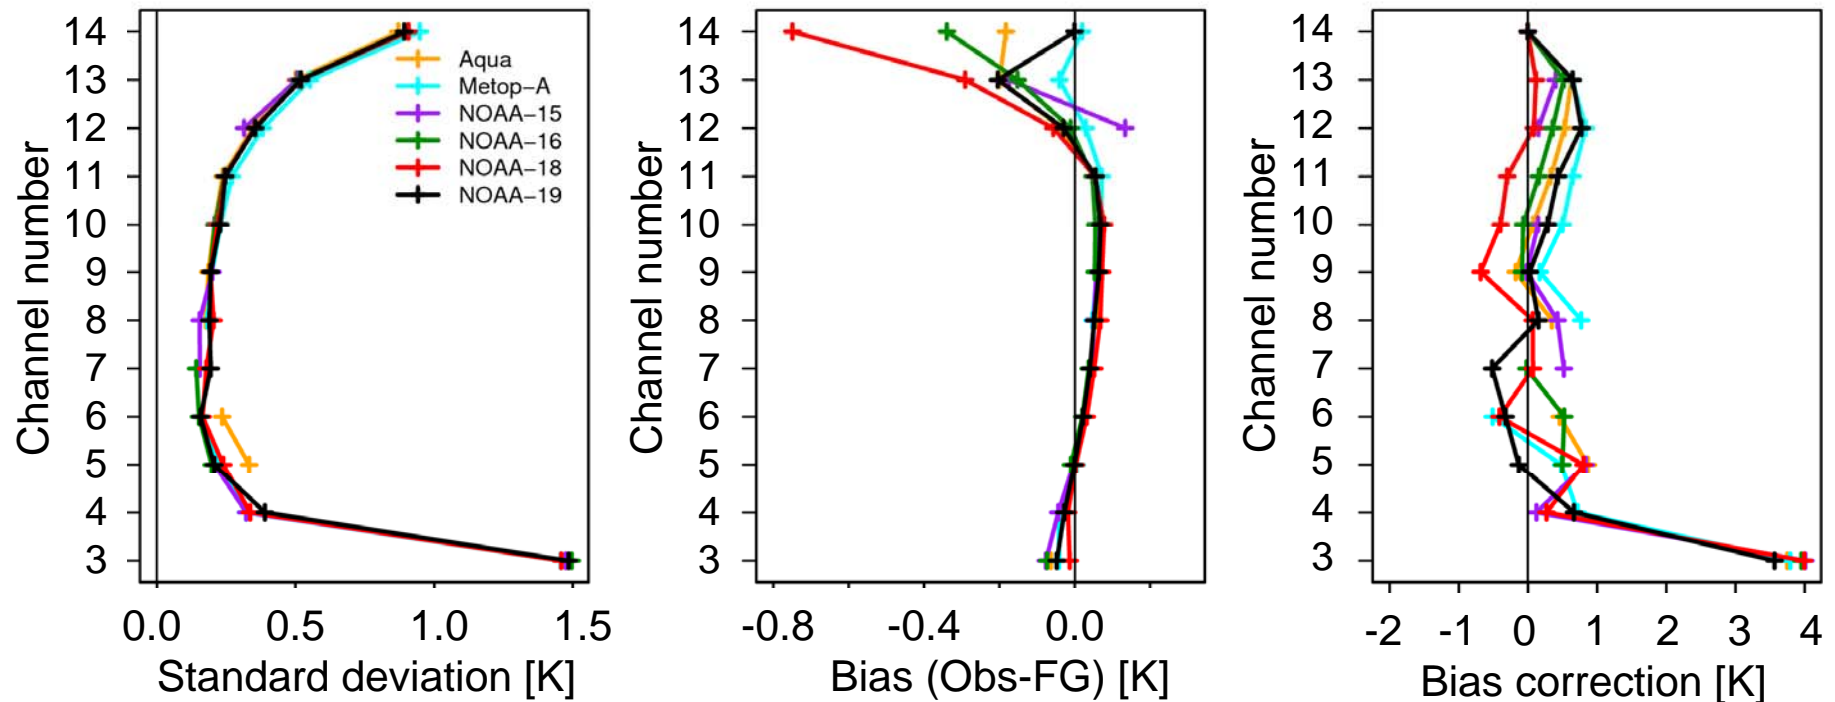 Channel number
14
13
12
11
10
9
8
7
6
5
4
3
Aqua
Metop-A
NOAA-15
NOAA-16
NOAA-18
NOAA-19
0.0 0.5 1.0 1.5
Standard deviation [K]
Channel number
14
13
12
11
10
9
8
7
6
5
4
3
-0.8 -0.4 0.0
Bias (Obs-FG) [K]
Channel number
14
13
12
11
10
9
8
7
6
5
4
3
-2 -1 0 1 2 3 4
Bias correction [K]